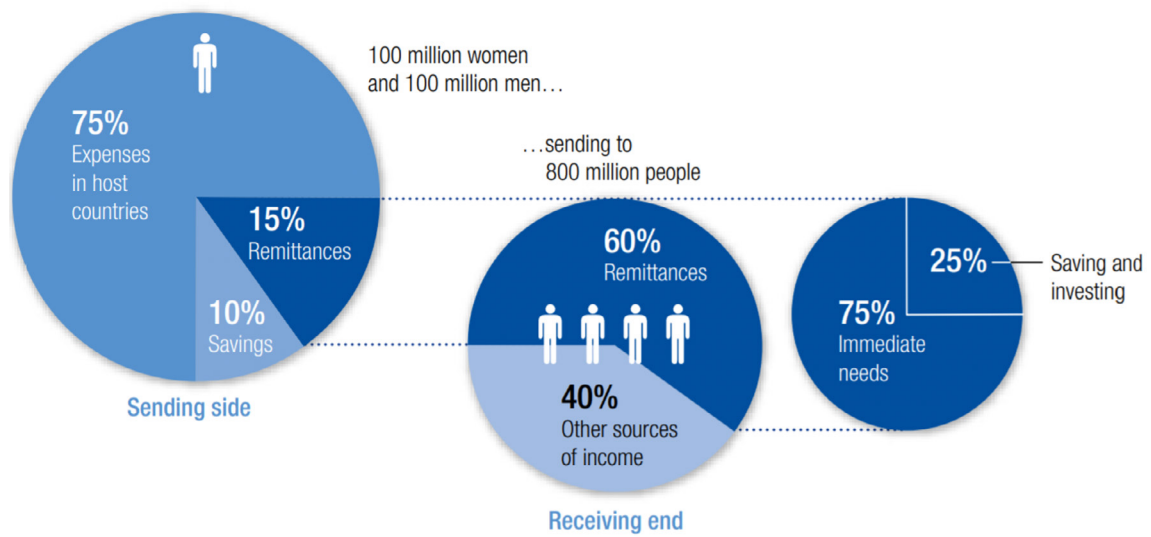 100 million women
and 100 million men…
75%
Expenses
in host
countries
15%
Remittances
10%
Savings
Sending side
…sending to
800 million people
60%
Remittances
40%
Other sources
of income
Receiving end
25%
Saving and
investing
75%
Immediate
needs